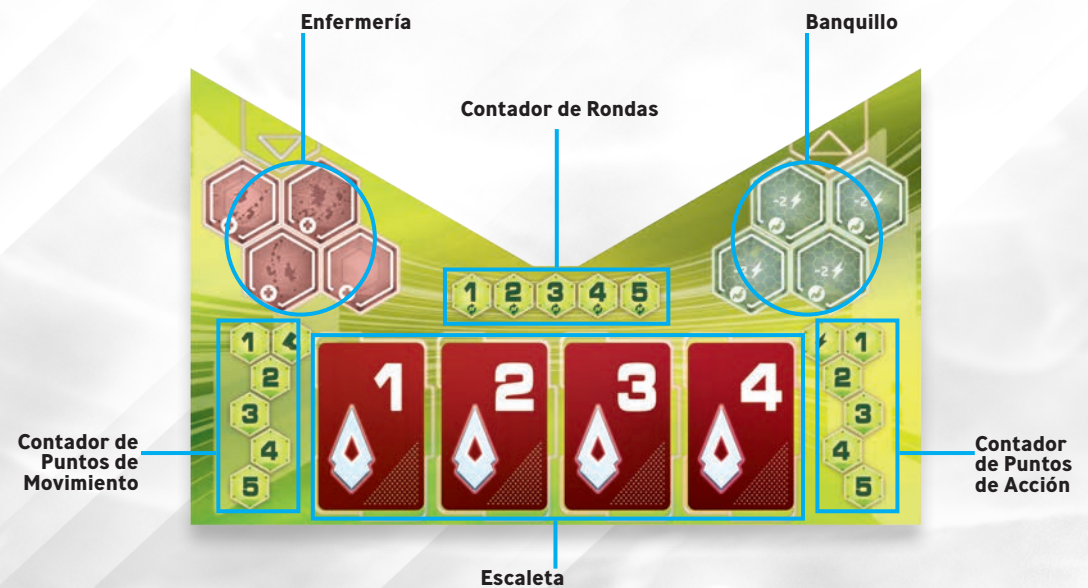 Enfermería
Banquillo
Contador de Rondas
-2 -2
-2 -2
1 2 3 4 5
1
2
3
4
5
1 2 3 4
1
2
3
4
5
Contador de
Puntos de
Movimiento
Contador
de Puntos
de Acción
Escaleta